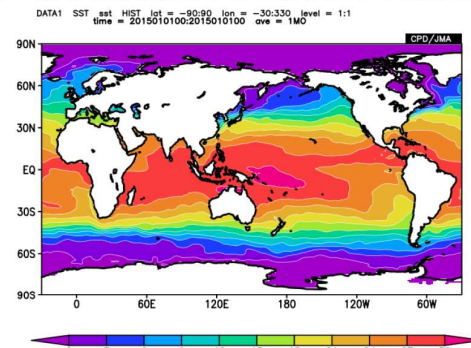 DATA1 SST sst HIST lat = -90:90 lon = -30:330 level = 1:1
time = 2015010100:2015010100 ave = 1MO
CPD/JMA
90N
60N
30N
EQ
30S
60S
90S
0 60E 120E 180 120W 60W